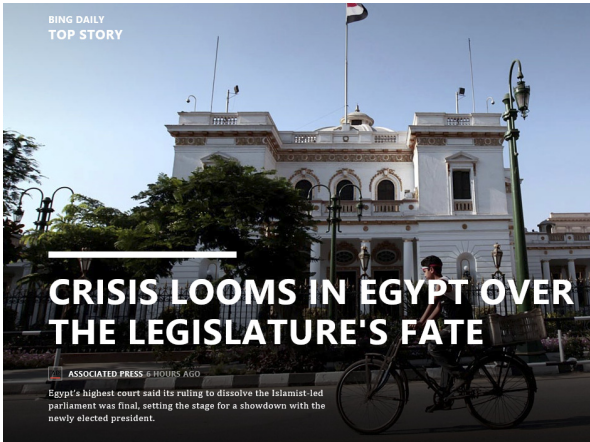 BING DAILY
TOP STORY
CRISIS LOOMS IN EGYPT OVER
THE LEGISLATURE'S FATE
ASSOCIATED PRESS 6 HOURS AGO
Egypt's highest court said its ruling to dissolve the Islamist-led
parliament was final, setting the stage for a showdown with the
newly elected president.